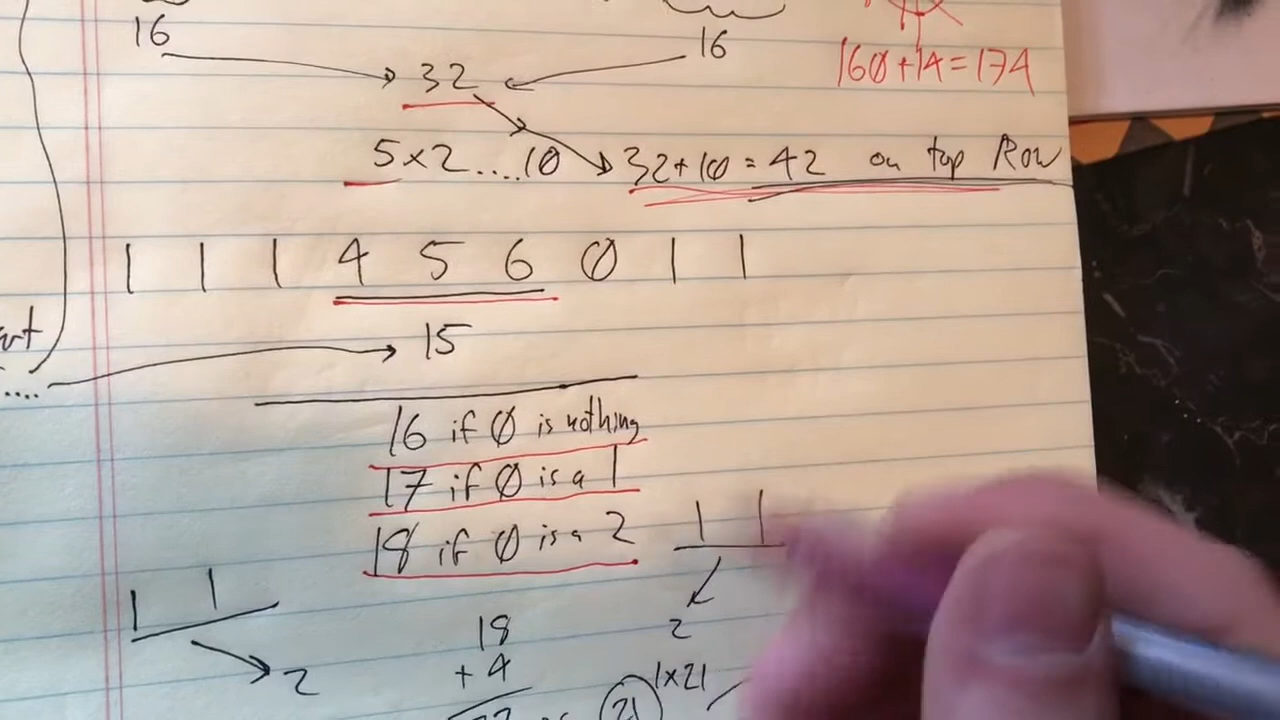 16 16
160+14=174
32
5×2....10 32+10=42 on top Row
1 1 1 4 5 6 0 1 1
15
....
16 if 0 is nothing
17 if 0 is a 1
18 if 0 is a 2
1 1
2
1 1
2
18
+4
21
1×21